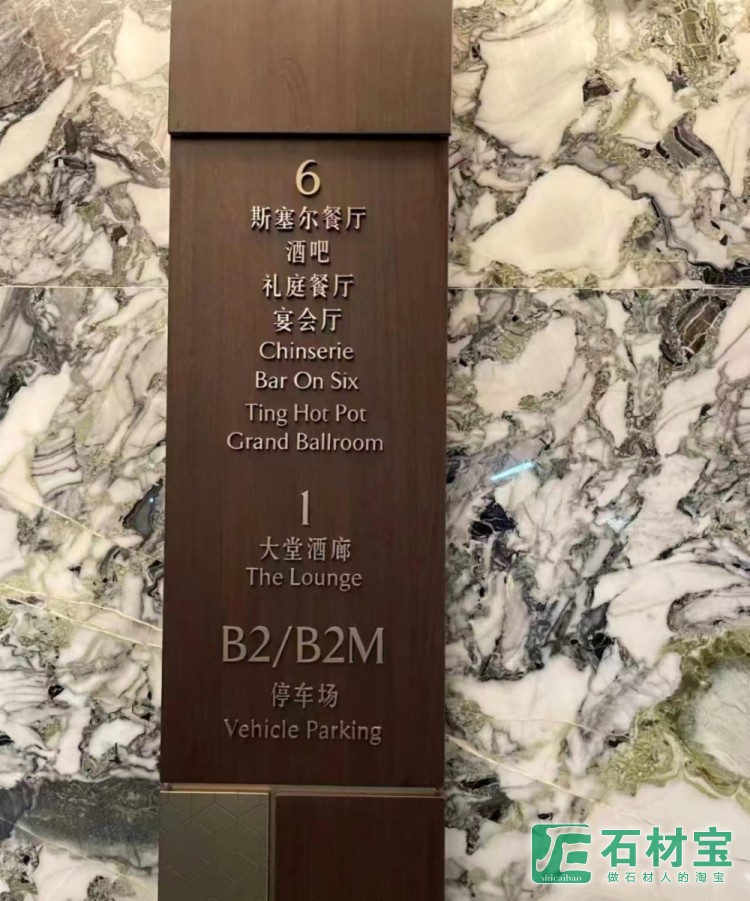 6
斯塞尔餐厅
酒吧
礼庭餐厅
宴会厅
Chinserie
Bar On Six
Ting Hot Pot
Grand Ballroom
1
大堂酒廊
The Lounge
B2/B2M
停车场
Vehicle Parking
石材宝
shicaibao
做石材人的淘宝